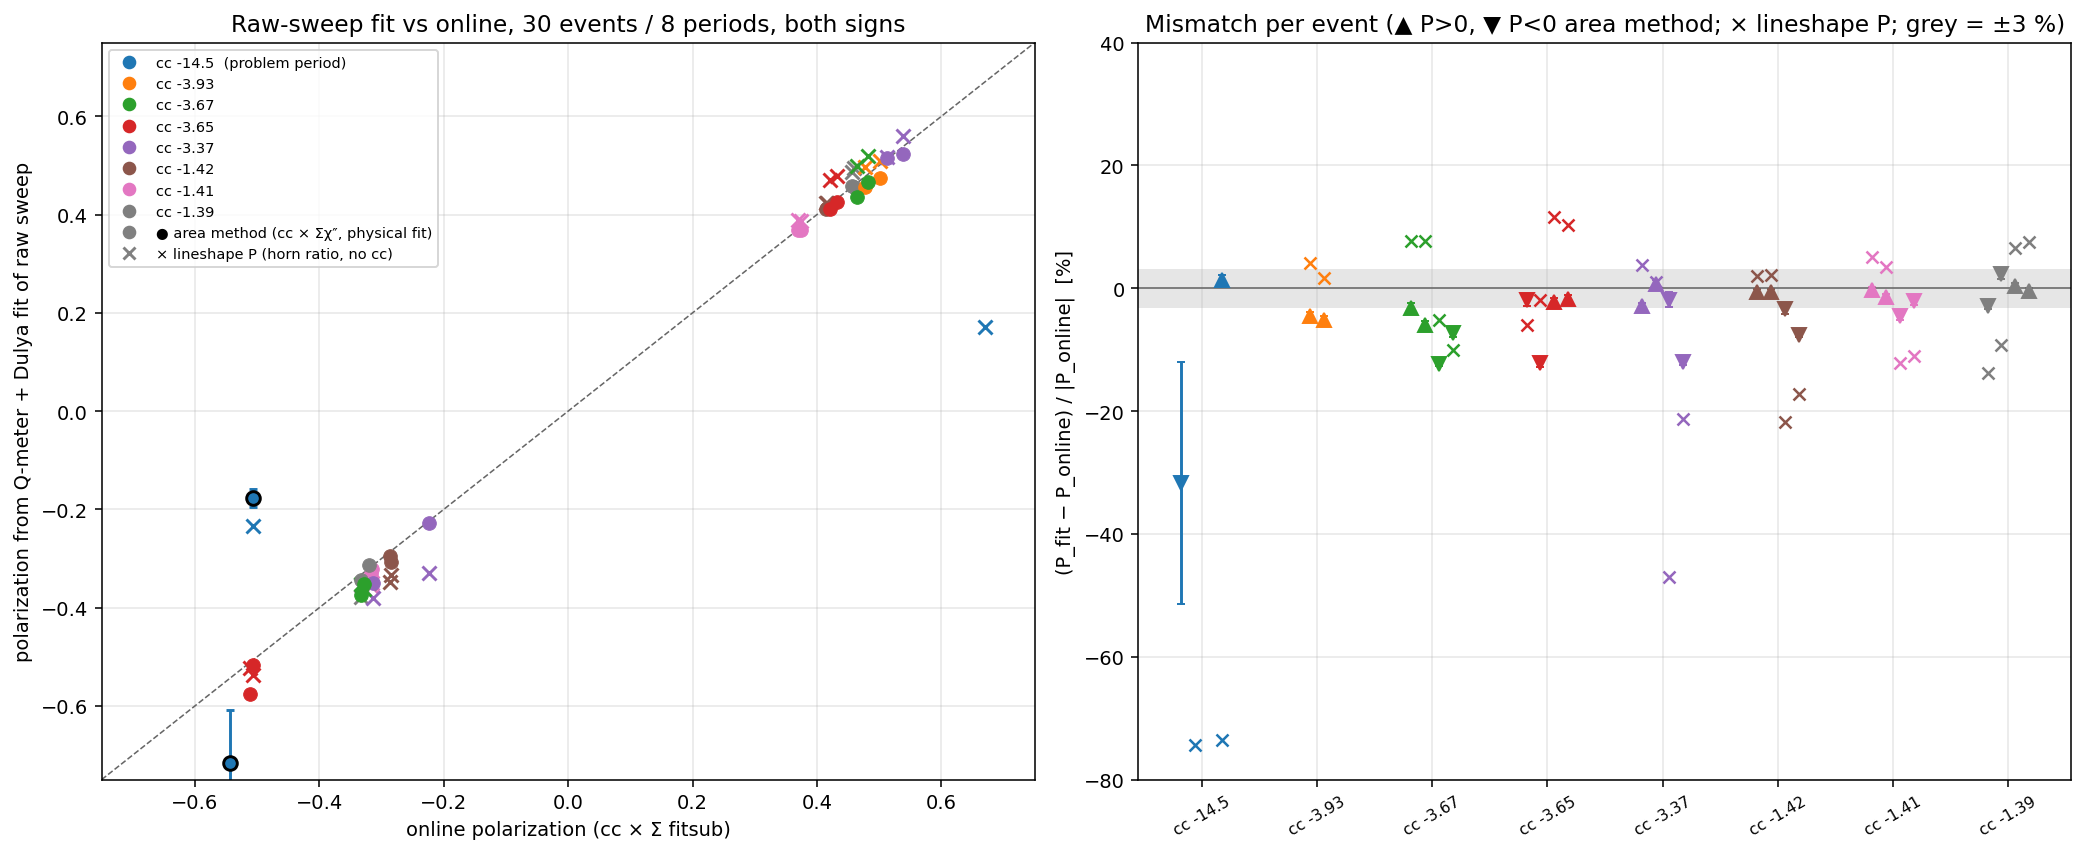 Raw-sweep fit vs online, 30 events / 8 periods, both signs
polarization from Q-meter + Dulya fit of raw sweep
0.6
0.4
0.2
0.0
−0.2
−0.4
−0.6
cc -14.5  (problem period)
cc -3.93
cc -3.67
cc -3.65
cc -3.37
cc -1.42
cc -1.41
cc -1.39
● area method (cc × Σχ″, physical fit)
× lineshape P (horn ratio, no cc)
−0.6
−0.4
−0.2
0.0
0.2
0.4
0.6
online polarization (cc × Σ fitsub)
Mismatch per event (▲ P>0, ▼ P<0 area method; × lineshape P; grey = ±3 %)
(P_fit − P_online) / |P_online|  [%]
40
20
0
−20
−40
−60
−80
cc -14.5
cc -3.93
cc -3.67
cc -3.65
cc -3.37
cc -1.42
cc -1.41
cc -1.39